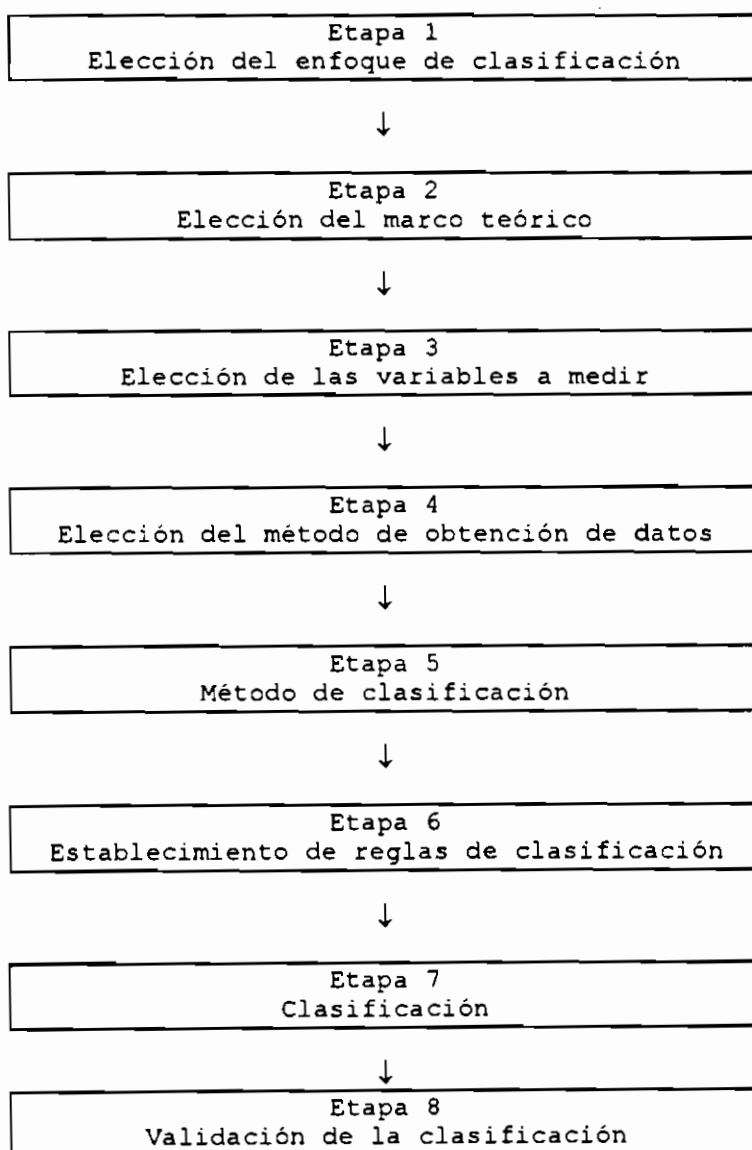 Etapa 1
Elección del enfoque de clasificación
↓
Etapa 2
Elección del marco teórico
↓
Etapa 3
Elección de las variables a medir
↓
Etapa 4
Elección del método de obtención de datos
↓
Etapa 5
Método de clasificación
↓
Etapa 6
Establecimiento de reglas de clasificación
↓
Etapa 7
Clasificación
↓
Etapa 8
Validación de la clasificación